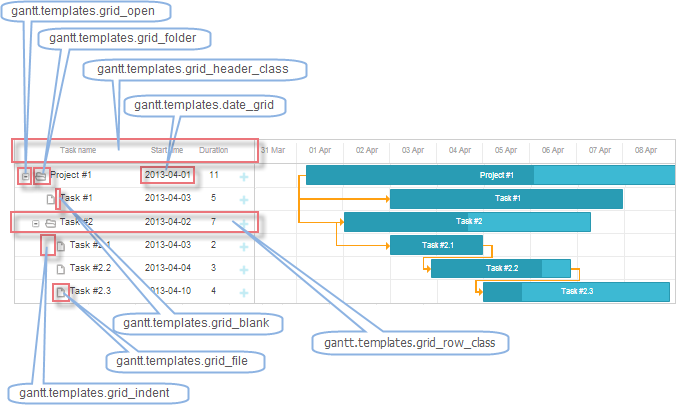 gantt.templates.grid_open
gantt.templates.grid_folder
gantt.templates.grid_header_class
gantt.templates.date_grid
Task name Start time Duration 31 Mar 01 Apr 02 Apr 03 Apr 04 Apr 05 Apr 06 Apr 07 Apr 08 Apr
Project #1 2013-04-01 11 + Project #1
Task #1 2013-04-03 5 + Task #1
Task #2 2013-04-02 7 + Task #2
Task #2.1 2013-04-03 2 + Task #2.1
Task #2.2 2013-04-04 3 + Task #2.2
Task #2.3 2013-04-10 4 + Task #2.3
gantt.templates.grid_blank
gantt.templates.grid_row_class
gantt.templates.grid_file
gantt.templates.grid_indent